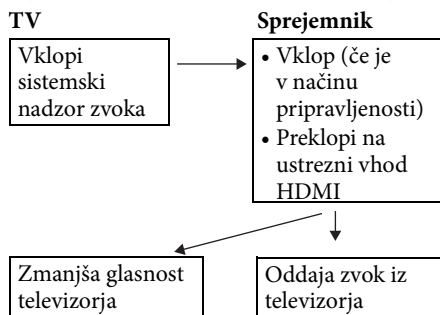 TV
Sprejemnik
Vklopi
sistemski
nadzor zvoka
• Vklop (če je
v načinu
pripravljenosti)
• Preklopi na
ustrezni vhod
HDMI
Zmanjša glasnost
televizorja
Oddaja zvok iz
televizorja